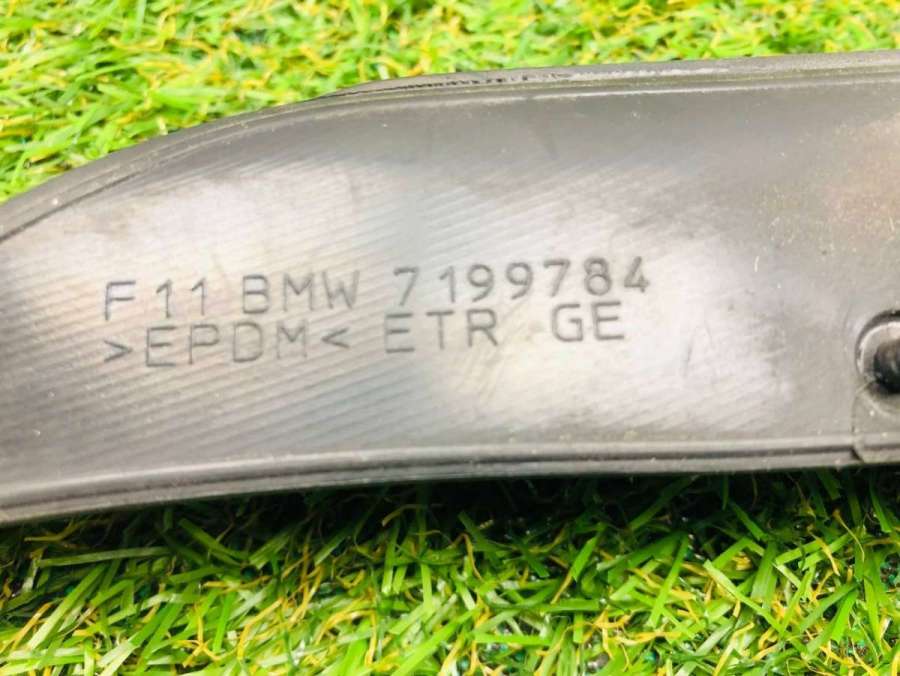 F11 BMW 7199784
>EPDM< ETR GE